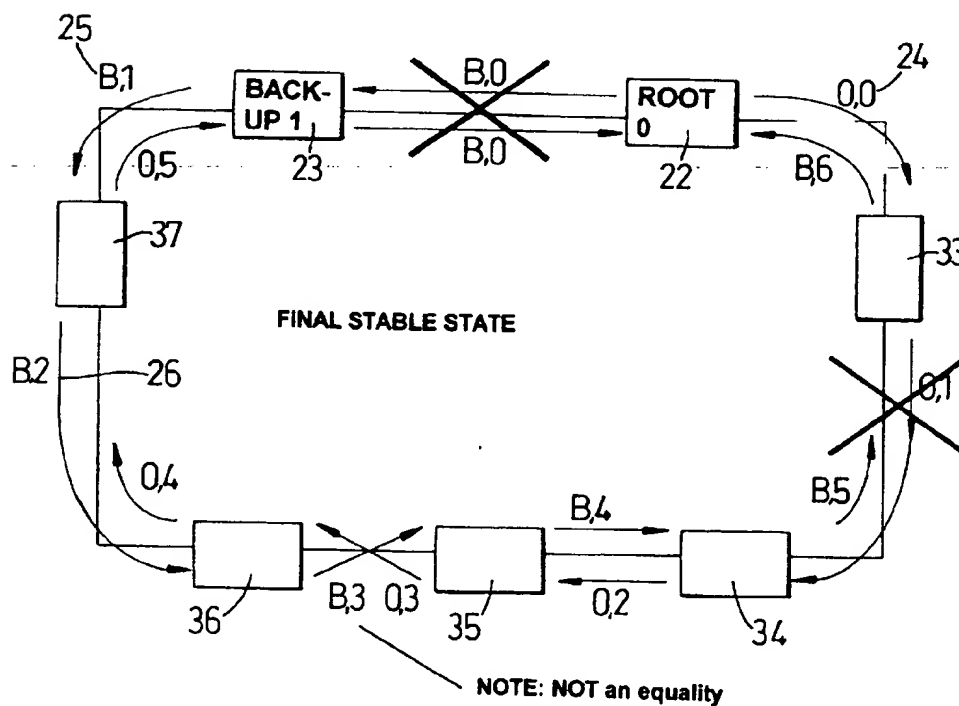 25
B,1
BACK-
UP 1
23
B,0
B,0
ROOT
0
22
24
0,0
B,6
0,5
37
33
FINAL STABLE STATE
B,2
26
0,1
0,4
B,5
B,4
36
B,3
0,3
35
0,2
34
NOTE: NOT an equality